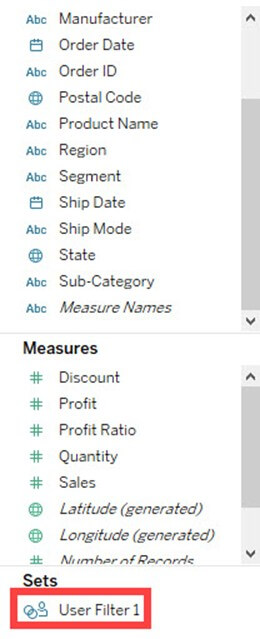 Abc Manufacturer
Order Date
Abc Order ID
Postal Code
Abc Product Name
Abc Region
Abc Segment
Ship Date
Abc Ship Mode
State
Abc Sub-Category
Abc Measure Names
Measures
# Discount
# Profit
# Profit Ratio
# Quantity
# Sales
Latitude (generated)
Longitude (generated)
# Number of Records
Sets
User Filter 1